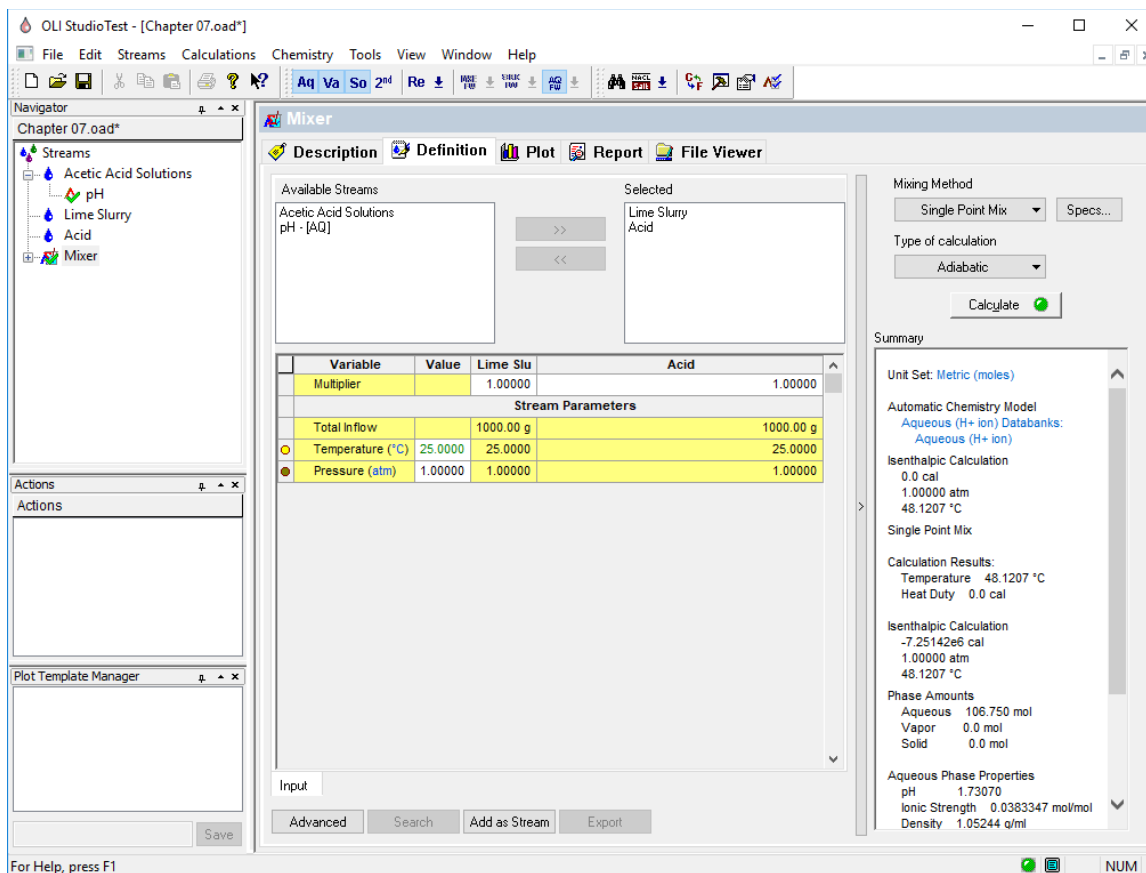 OLI StudioTest - [Chapter 07.oad*]
File Edit Streams Calculations Chemistry Tools View Window Help
Aq Va So 2nd Re
Navigator
Chapter 07.oad*
Streams
Acetic Acid Solutions
pH
Lime Slurry
Acid
Mixer
Actions
Actions
Plot Template Manager
Save
Mixer
Description Definition Plot Report File Viewer
Available Streams
Acetic Acid Solutions
pH - [AQ]
>>
<<
Selected
Lime Slurry
Acid
Variable Value Lime Slu Acid
Multiplier 1.00000 1.00000
Stream Parameters
Total Inflow 1000.00 g 1000.00 g
Temperature (°C) 25.0000 25.0000 25.0000
Pressure (atm) 1.00000 1.00000 1.00000
Input
Advanced Search Add as Stream Export
Mixing Method
Single Point Mix Specs...
Type of calculation
Adiabatic
Calculate
Summary
Unit Set: Metric (moles)
Automatic Chemistry Model
Aqueous (H+ ion) Databanks:
Aqueous (H+ ion)
Isenthalpic Calculation
0.0 cal
1.00000 atm
48.1207 °C
Single Point Mix
Calculation Results:
Temperature 48.1207 °C
Heat Duty 0.0 cal
Isenthalpic Calculation
-7.25142e6 cal
1.00000 atm
48.1207 °C
Phase Amounts
Aqueous 106.750 mol
Vapor 0.0 mol
Solid 0.0 mol
Aqueous Phase Properties
pH 1.73070
Ionic Strength 0.0383347 mol/mol
Density 1.05244 g/ml
For Help, press F1
NUM